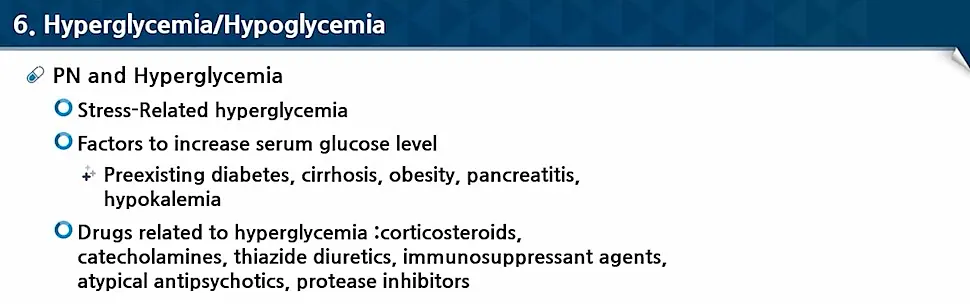 6. Hyperglycemia/Hypoglycemia
PN and Hyperglycemia
Stress-Related hyperglycemia
Factors to increase serum glucose level
Preexisting diabetes, cirrhosis, obesity, pancreatitis,
hypokalemia
Drugs related to hyperglycemia :corticosteroids,
catecholamines, thiazide diuretics, immunosuppressant agents,
atypical antipsychotics, protease inhibitors